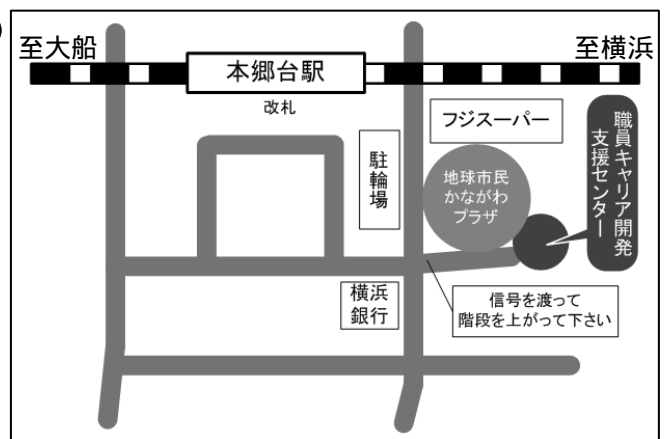 至大船
至横浜
本郷台駅
改札
フジスーパー
駐輪場
地球市民
かながわ
プラザ
職員キャリア開発
支援センター
横浜
銀行
信号を渡って
階段を上がって下さい